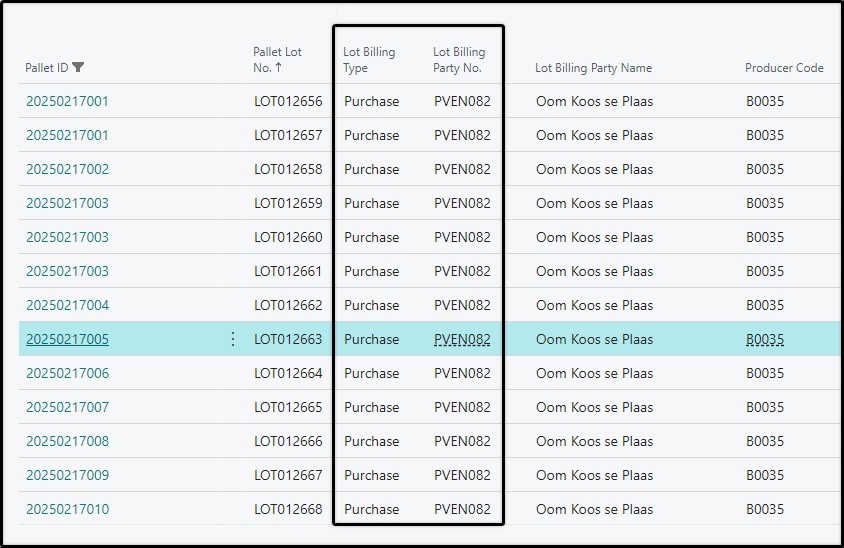 Pallet ID Pallet Lot No. ↑ Lot Billing Type Lot Billing Party No. Lot Billing Party Name Producer Code
20250217001 LOT012656 Purchase PVEN082 Oom Koos se Plaas B0035
20250217001 LOT012657 Purchase PVEN082 Oom Koos se Plaas B0035
20250217002 LOT012658 Purchase PVEN082 Oom Koos se Plaas B0035
20250217003 LOT012659 Purchase PVEN082 Oom Koos se Plaas B0035
20250217003 LOT012660 Purchase PVEN082 Oom Koos se Plaas B0035
20250217003 LOT012661 Purchase PVEN082 Oom Koos se Plaas B0035
20250217004 LOT012662 Purchase PVEN082 Oom Koos se Plaas B0035
20250217005 LOT012663 Purchase PVEN082 Oom Koos se Plaas B0035
20250217006 LOT012664 Purchase PVEN082 Oom Koos se Plaas B0035
20250217007 LOT012665 Purchase PVEN082 Oom Koos se Plaas B0035
20250217008 LOT012666 Purchase PVEN082 Oom Koos se Plaas B0035
20250217009 LOT012667 Purchase PVEN082 Oom Koos se Plaas B0035
20250217010 LOT012668 Purchase PVEN082 Oom Koos se Plaas B0035